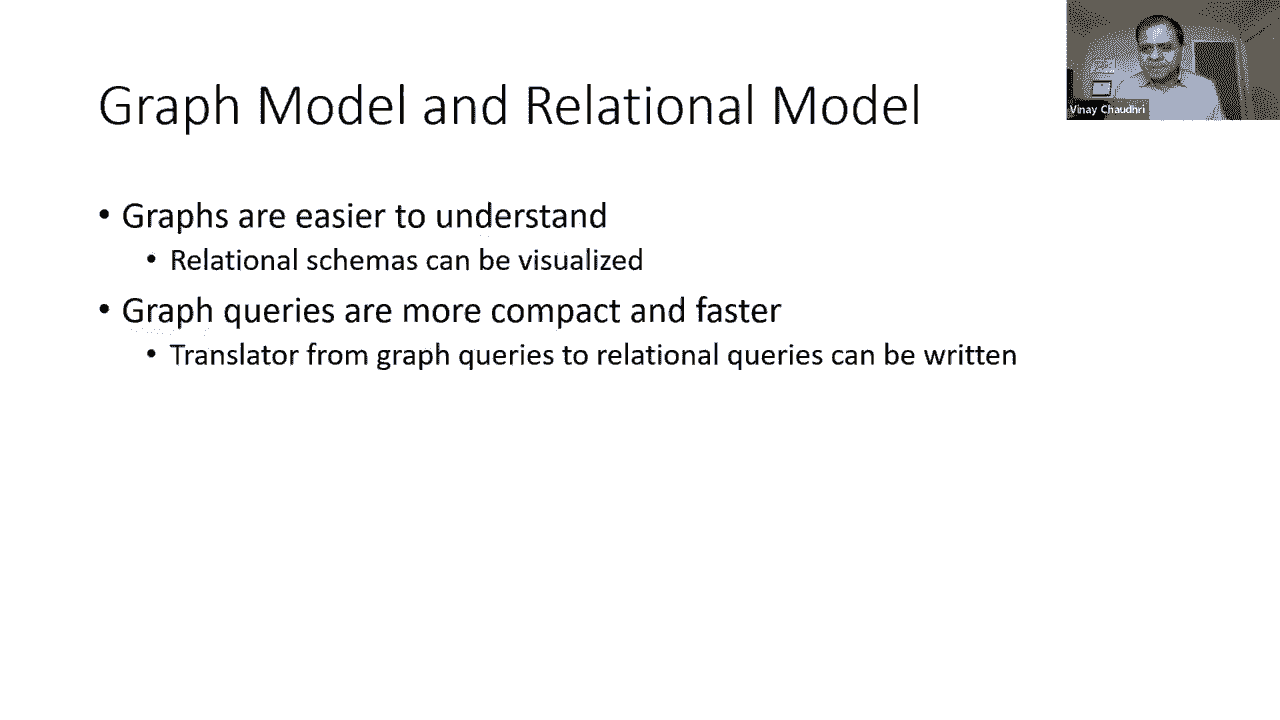 Graph Model and Relational Model
Vinay Chaudhri
• Graphs are easier to understand
• Relational schemas can be visualized
• Graph queries are more compact and faster
• Translator from graph queries to relational queries can be written